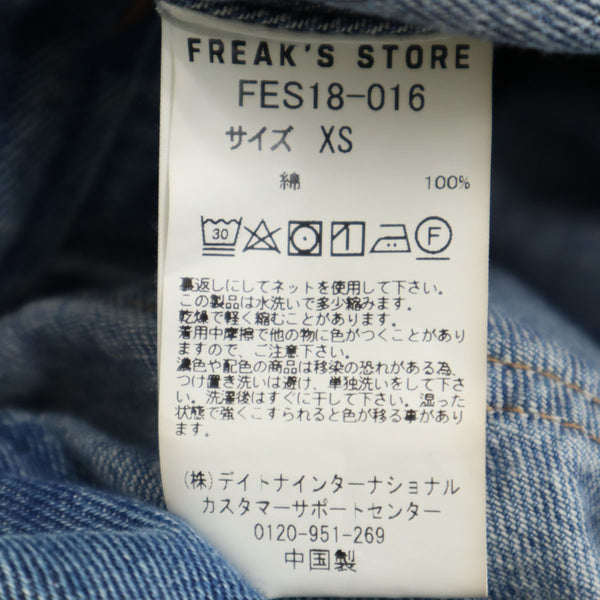 FREAK'S STORE
FES18-016
サイズ XS
綿 100%
30 F
裏返しにしてネットを使用して下さい。
この製品は水洗いで多少縮みます。
乾燥で軽く縮むことがあります。
着用中摩擦で他の物に色がつくことがあり
ますので、ご注意下さい。
濃色や配色の商品は移染の恐れがある為、
つけ置き洗いは避け、単独洗いをして下さ
い。洗濯後はすぐに干して下さい。湿った
状態で強くこすられると色が移る事があり
ます。
(株)デイトナインターナショナル
カスタマーサポートセンター
0120-951-269
中国製